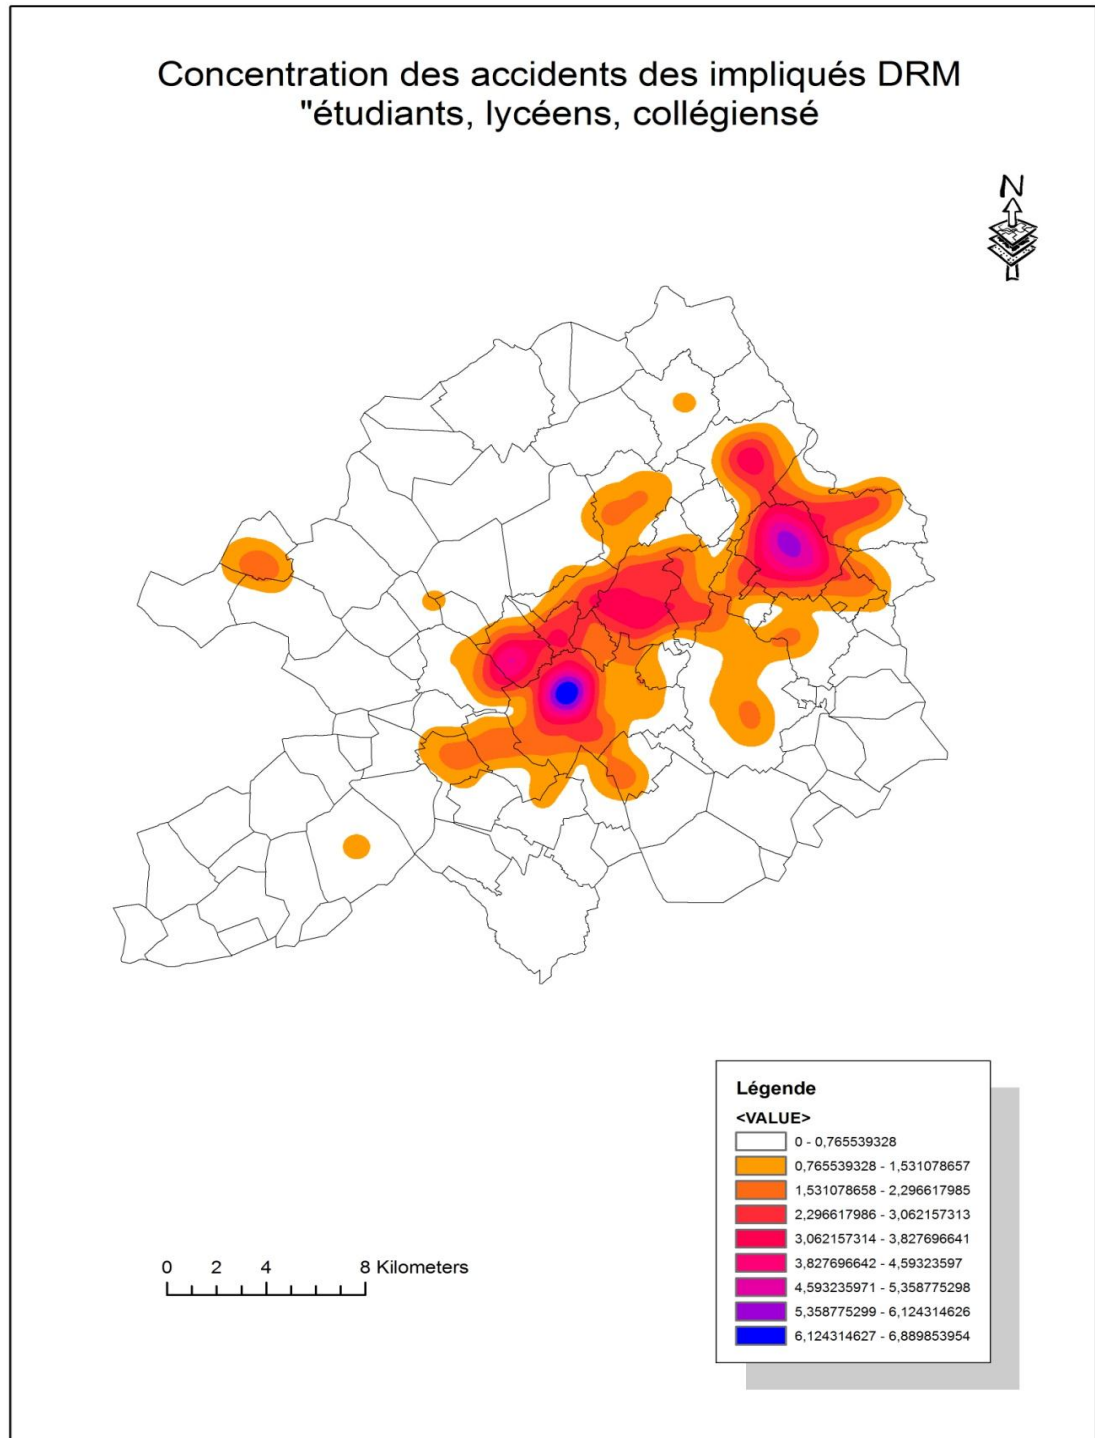 Concentration des accidents des impliqués DRM
"étudiants, lycéens, collégiensé
N
Légende
<VALUE>
0 - 0,765539328
0,765539328 - 1,531078657
1,531078658 - 2,296617985
2,296617986 - 3,062157313
3,062157314 - 3,827696641
3,827696642 - 4,59323597
4,593235971 - 5,358775298
5,358775299 - 6,124314626
6,124314627 - 6,889853954
0 2 4 8 Kilometers